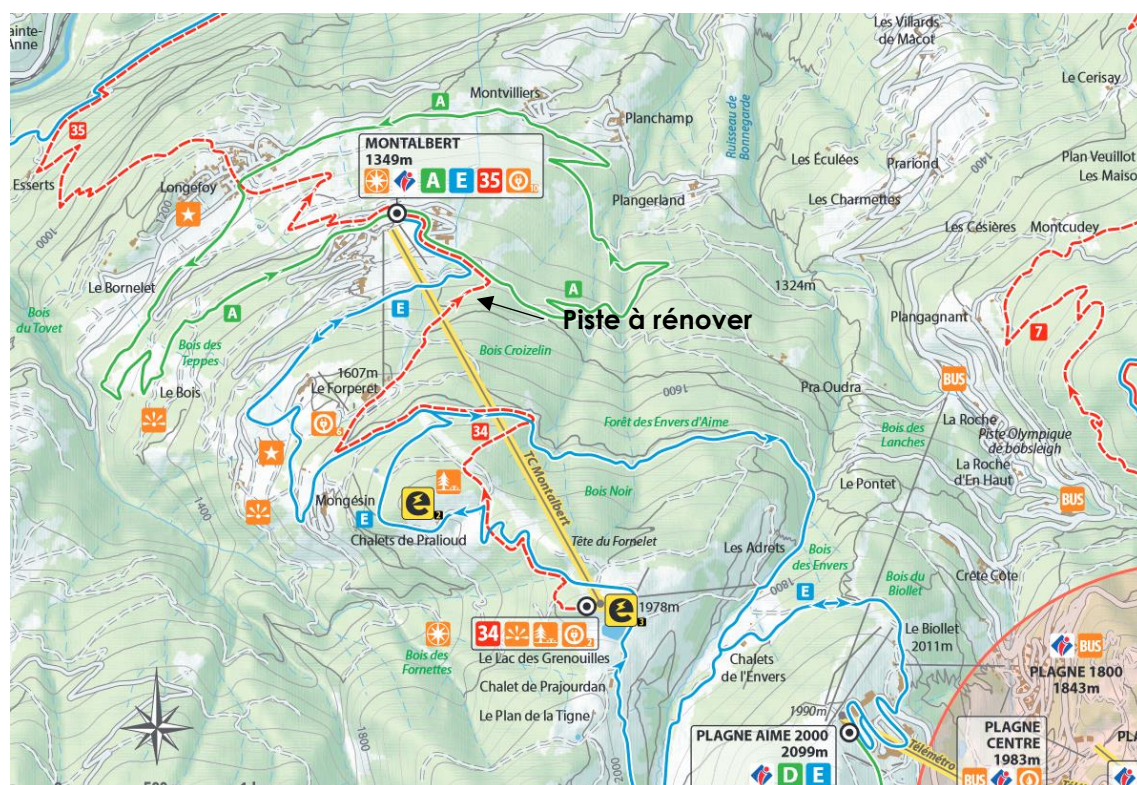 Les Villards
de Mâcot
Le Cerisay
Montvilliers
A
Planchamp
Ruisseau de
Bonnegarde
35
MONTALBERT
1349m
A
E
35
Les Éculées
Prariond
1400
Plan Veuillot
Les Maiso
Esserts
Longefoy
1200
Plangerland
Les Charmettes
Les Césières
Montcudey
1000
Le Bornelet
A
1324m
Bois
du Tovet
E
Piste à rénover
Plangagnant
7
Bois des
Teppes
Bois Croizelin
1607m
Le Forperet
1600
Pra Oudra
BUS
Le Bois
6
34
Forêt des Envers d'Aime
Bois des
Lanches
La Roche
Piste Olympique
de bobsleigh
La Roche
D'En Haut
TC Montalbert
Bois Noir
Le Pontet
BUS
1400
Mongésin
E
2
Chalets de Pralioud
Tête du Fornelet
Les Adrets
Bois
des Envers
Crête Côte
1800
Bois du
Biollet
1978m
3
E
34
2
Le Biollet
2011m
Bois des
Fornettes
Le Lac des Grenouilles
Chalets
de l'Envers
BUS
PLAGNE 1800
1843m
Chalet de Prajourdan
Le Plan de la Tigne
1990m
1800
2000
PLAGNE AIME 2000
2099m
D
E
Télémétro
PLAGNE
CENTRE
1983m
BUS